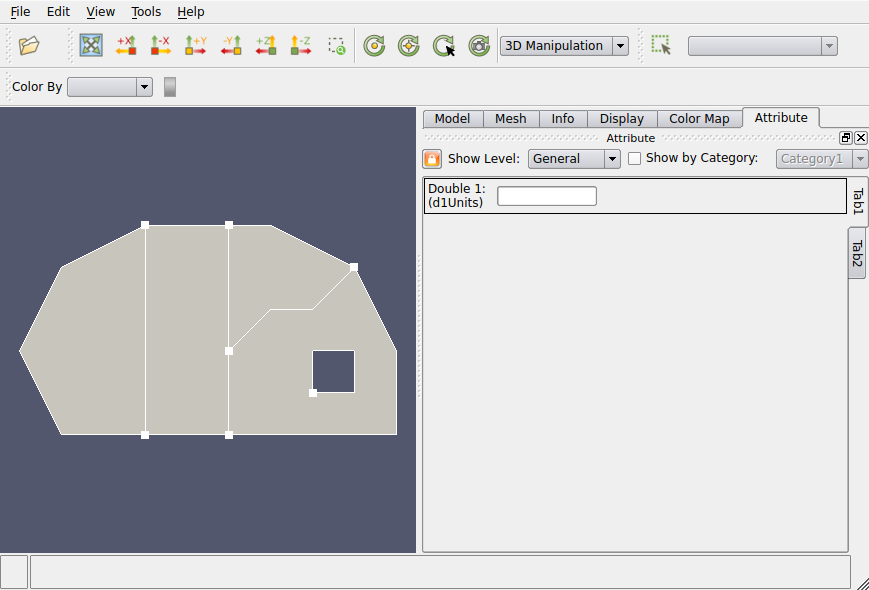 File Edit View Tools Help
+X -X +Y -Y +Z -Z 3D Manipulation
Color By
Model Mesh Info Display Color Map Attribute
Attribute
Show Level: General Show by Category: Category1
Double 1:
(d1Units)
Tab1
Tab2